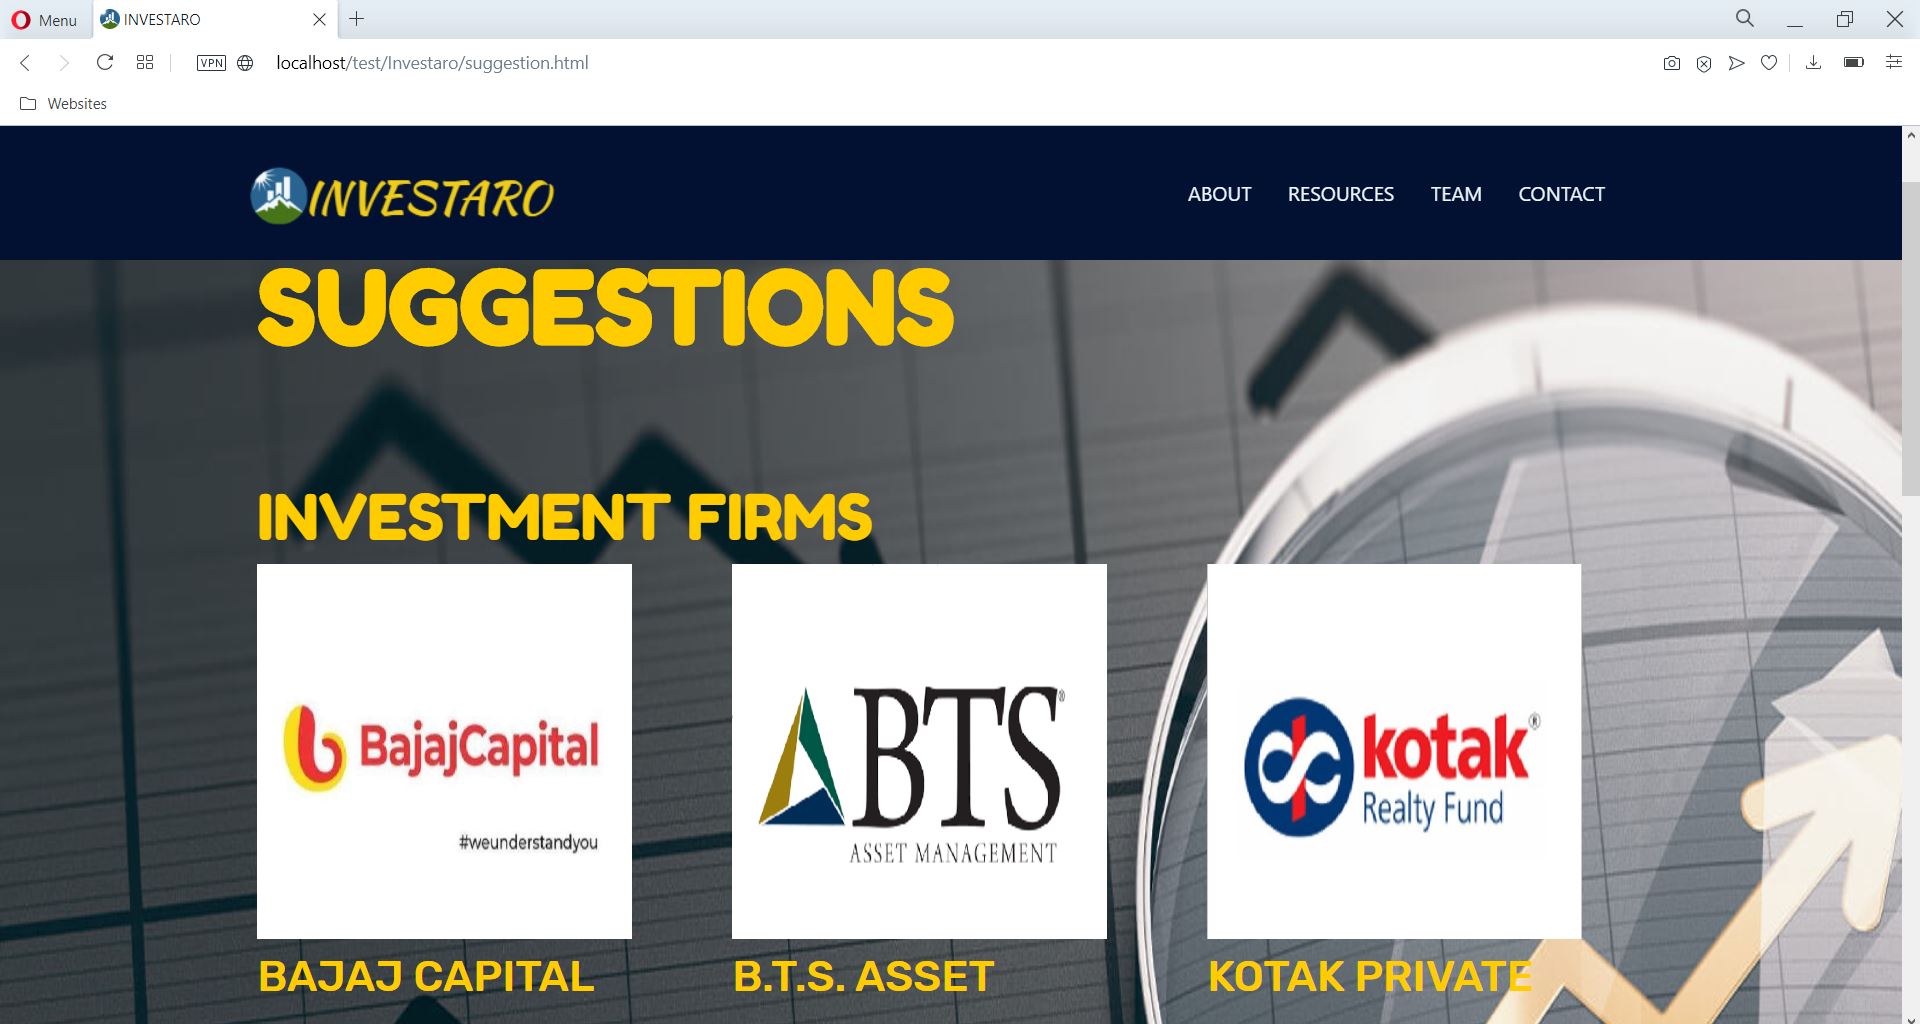 Menu
INVESTARO
VPN
localhost/test/Investaro/suggestion.html
Websites
INVESTARO
ABOUT RESOURCES TEAM CONTACT
SUGGESTIONS
INVESTMENT FIRMS
BajajCapital
#weunderstandyou
BTS®
ASSET MANAGEMENT
kotak®
Realty Fund
BAJAJ CAPITAL
B.T.S. ASSET
KOTAK PRIVATE